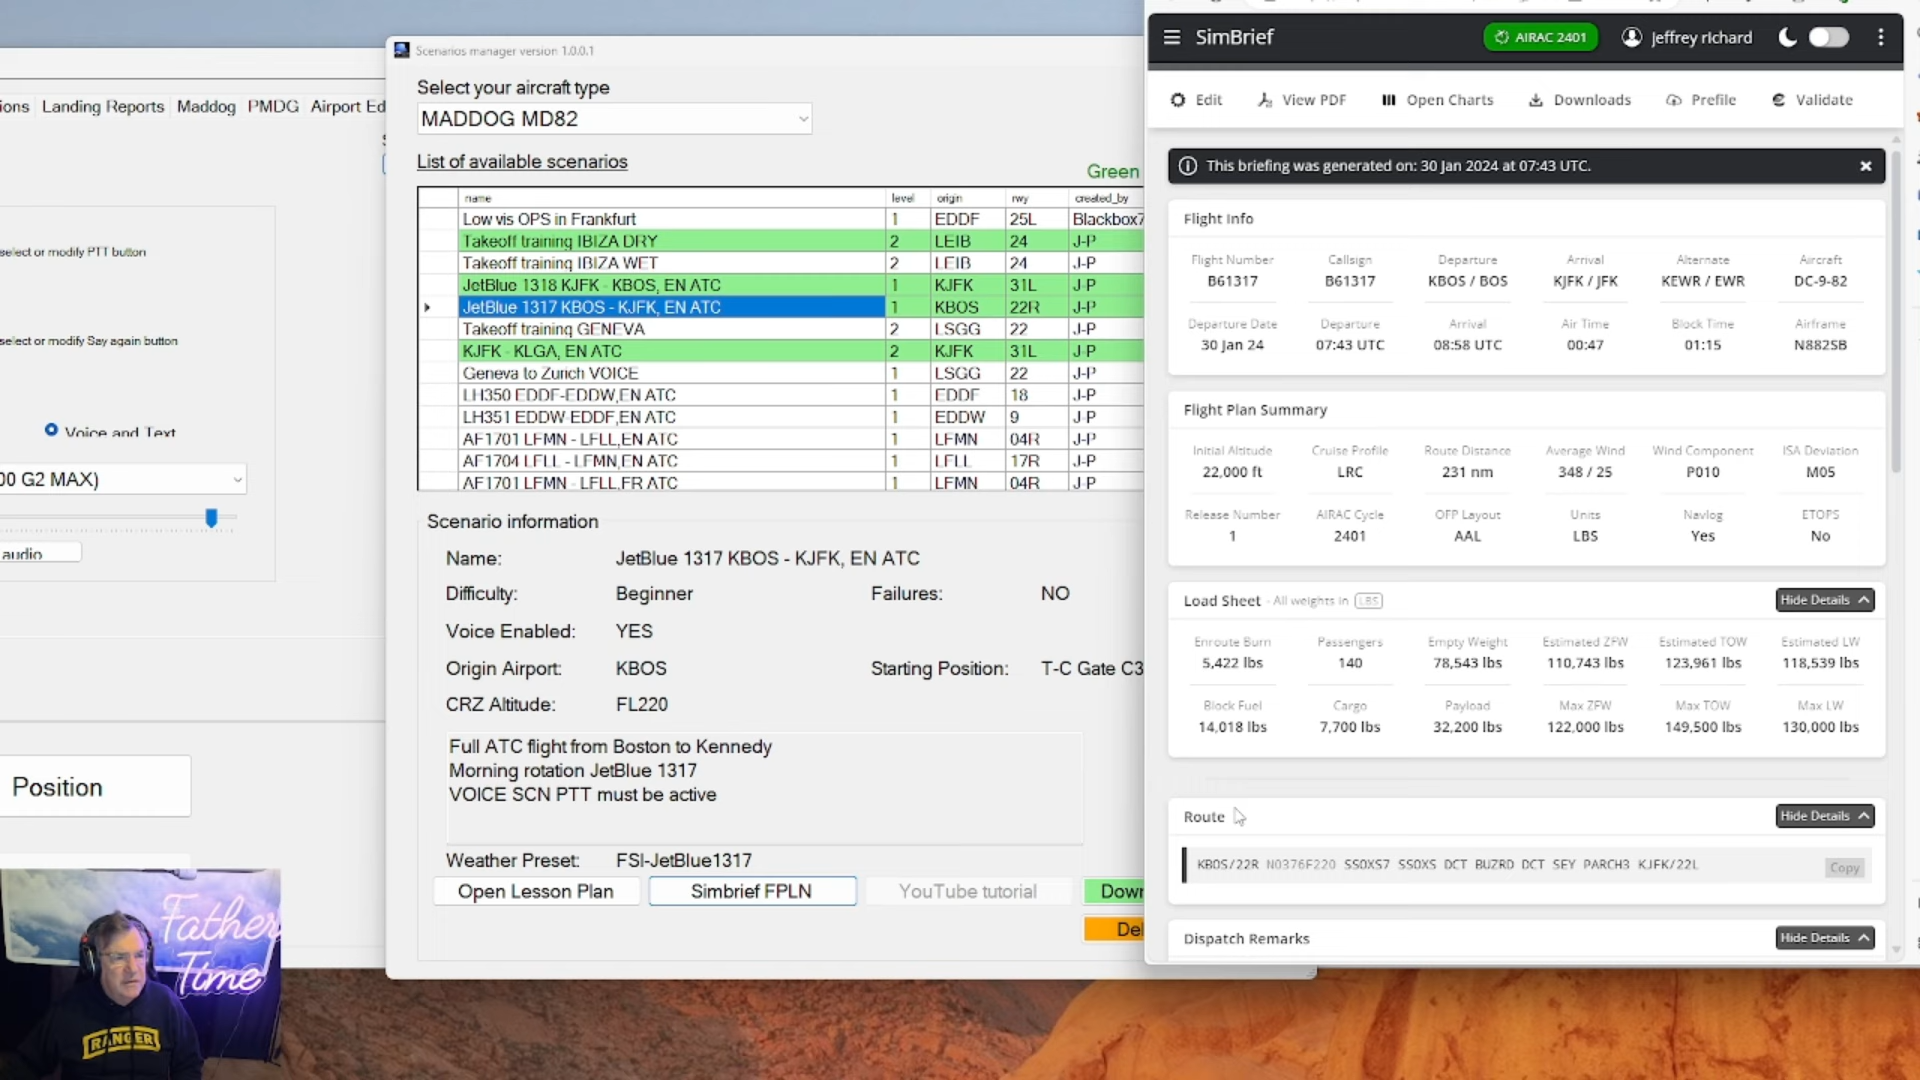 ions Landing Reports Maddog PMDG Airport Ed
select or modify PTT button
select or modify Say again button
Voice and Text
00 G2 MAX)
audio
Position
Father
Time
RANGER
Scenarios manager version 1.0.0.1
Select your aircraft type
MADDOG MD82
List of available scenarios
Green
name level origin rwy created_by
Low vis OPS in Frankfurt 1 EDDF 25L Blackbox7
Takeoff training IBIZA DRY 2 LEIB 24 J-P
Takeoff training IBIZA WET 2 LEIB 24 J-P
JetBlue 1318 KJFK - KBOS, EN ATC 1 KJFK 31L J-P
JetBlue 1317 KBOS - KJFK, EN ATC 1 KBOS 22R J-P
Takeoff training GENEVA 2 LSGG 22 J-P
KJFK - KLGA, EN ATC 2 KJFK 31L J-P
Geneva to Zurich VOICE 1 LSGG 22 J-P
LH350 EDDF-EDDW,EN ATC 1 EDDF 18 J-P
LH351 EDDW-EDDF,EN ATC 1 EDDW 9 J-P
AF1701 LFMN - LFLL,EN ATC 1 LFMN 04R J-P
AF1704 LFLL - LFMN,EN ATC 1 LFLL 17R J-P
AF1701 LFMN - LFLL,FR ATC 1 LFMN 04R J-P
Scenario information
Name: JetBlue 1317 KBOS - KJFK, EN ATC
Difficulty: Beginner Failures: NO
Voice Enabled: YES
Origin Airport: KBOS Starting Position: T-C Gate C3
CRZ Altitude: FL220
Full ATC flight from Boston to Kennedy
Morning rotation JetBlue 1317
VOICE SCN PTT must be active
Weather Preset: FSI-JetBlue1317
Open Lesson Plan Simbrief FPLN YouTube tutorial Down
Del
SimBrief AIRAC 2401 Jeffrey rIchard
Edit View PDF Open Charts Downloads Prefile Validate
This briefing was generated on: 30 Jan 2024 at 07:43 UTC.
Flight Info
Flight Number Callsign Departure Arrival Alternate Aircraft
B61317 B61317 KBOS / BOS KJFK / JFK KEWR / EWR DC-9-82
Departure Date Departure Arrival Air Time Block Time Airframe
30 Jan 24 07:43 UTC 08:58 UTC 00:47 01:15 N882SB
Flight Plan Summary
Initial Altitude Cruise Profile Route Distance Average Wind Wind Component ISA Deviation
22,000 ft LRC 231 nm 348 / 25 P010 M05
Release Number AIRAC Cycle OFP Layout Units Navlog ETOPS
1 2401 AAL LBS Yes No
Load Sheet - All weights in LBS Hide Details
Enroute Burn Passengers Empty Weight Estimated ZFW Estimated TOW Estimated LW
5,422 lbs 140 78,543 lbs 110,743 lbs 123,961 lbs 118,539 lbs
Block Fuel Cargo Payload Max ZFW Max TOW Max LW
14,018 lbs 7,700 lbs 32,200 lbs 122,000 lbs 149,500 lbs 130,000 lbs
Route Hide Details
KBOS/22R N0376F220 SSOXS7 SSOXS DCT BUZRD DCT SEY PARCH3 KJFK/22L Copy
Dispatch Remarks Hide Details